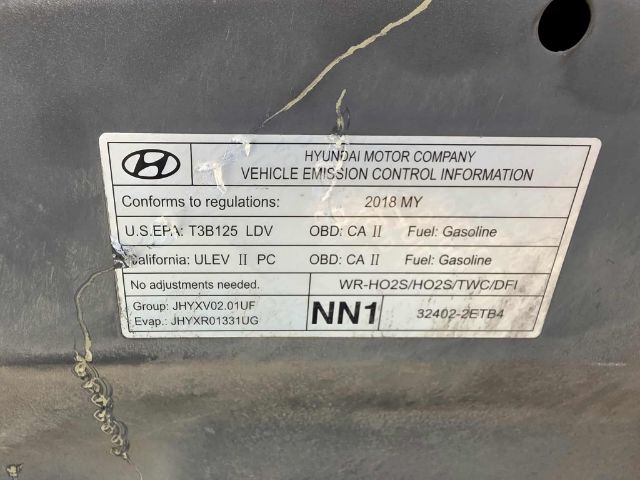 HYUNDAI MOTOR COMPANY
VEHICLE EMISSION CONTROL INFORMATION
Conforms to regulations: 2018 MY
U.S.EPA: T3B125 LDV OBD: CA II Fuel: Gasoline
California: ULEV II PC OBD: CA II Fuel: Gasoline
No adjustments needed. WR-HO2S/HO2S/TWC/DFI
Group: JHYXV02.01UF
Evap.: JHYXR01331UG
NN1
32402-2ETB4